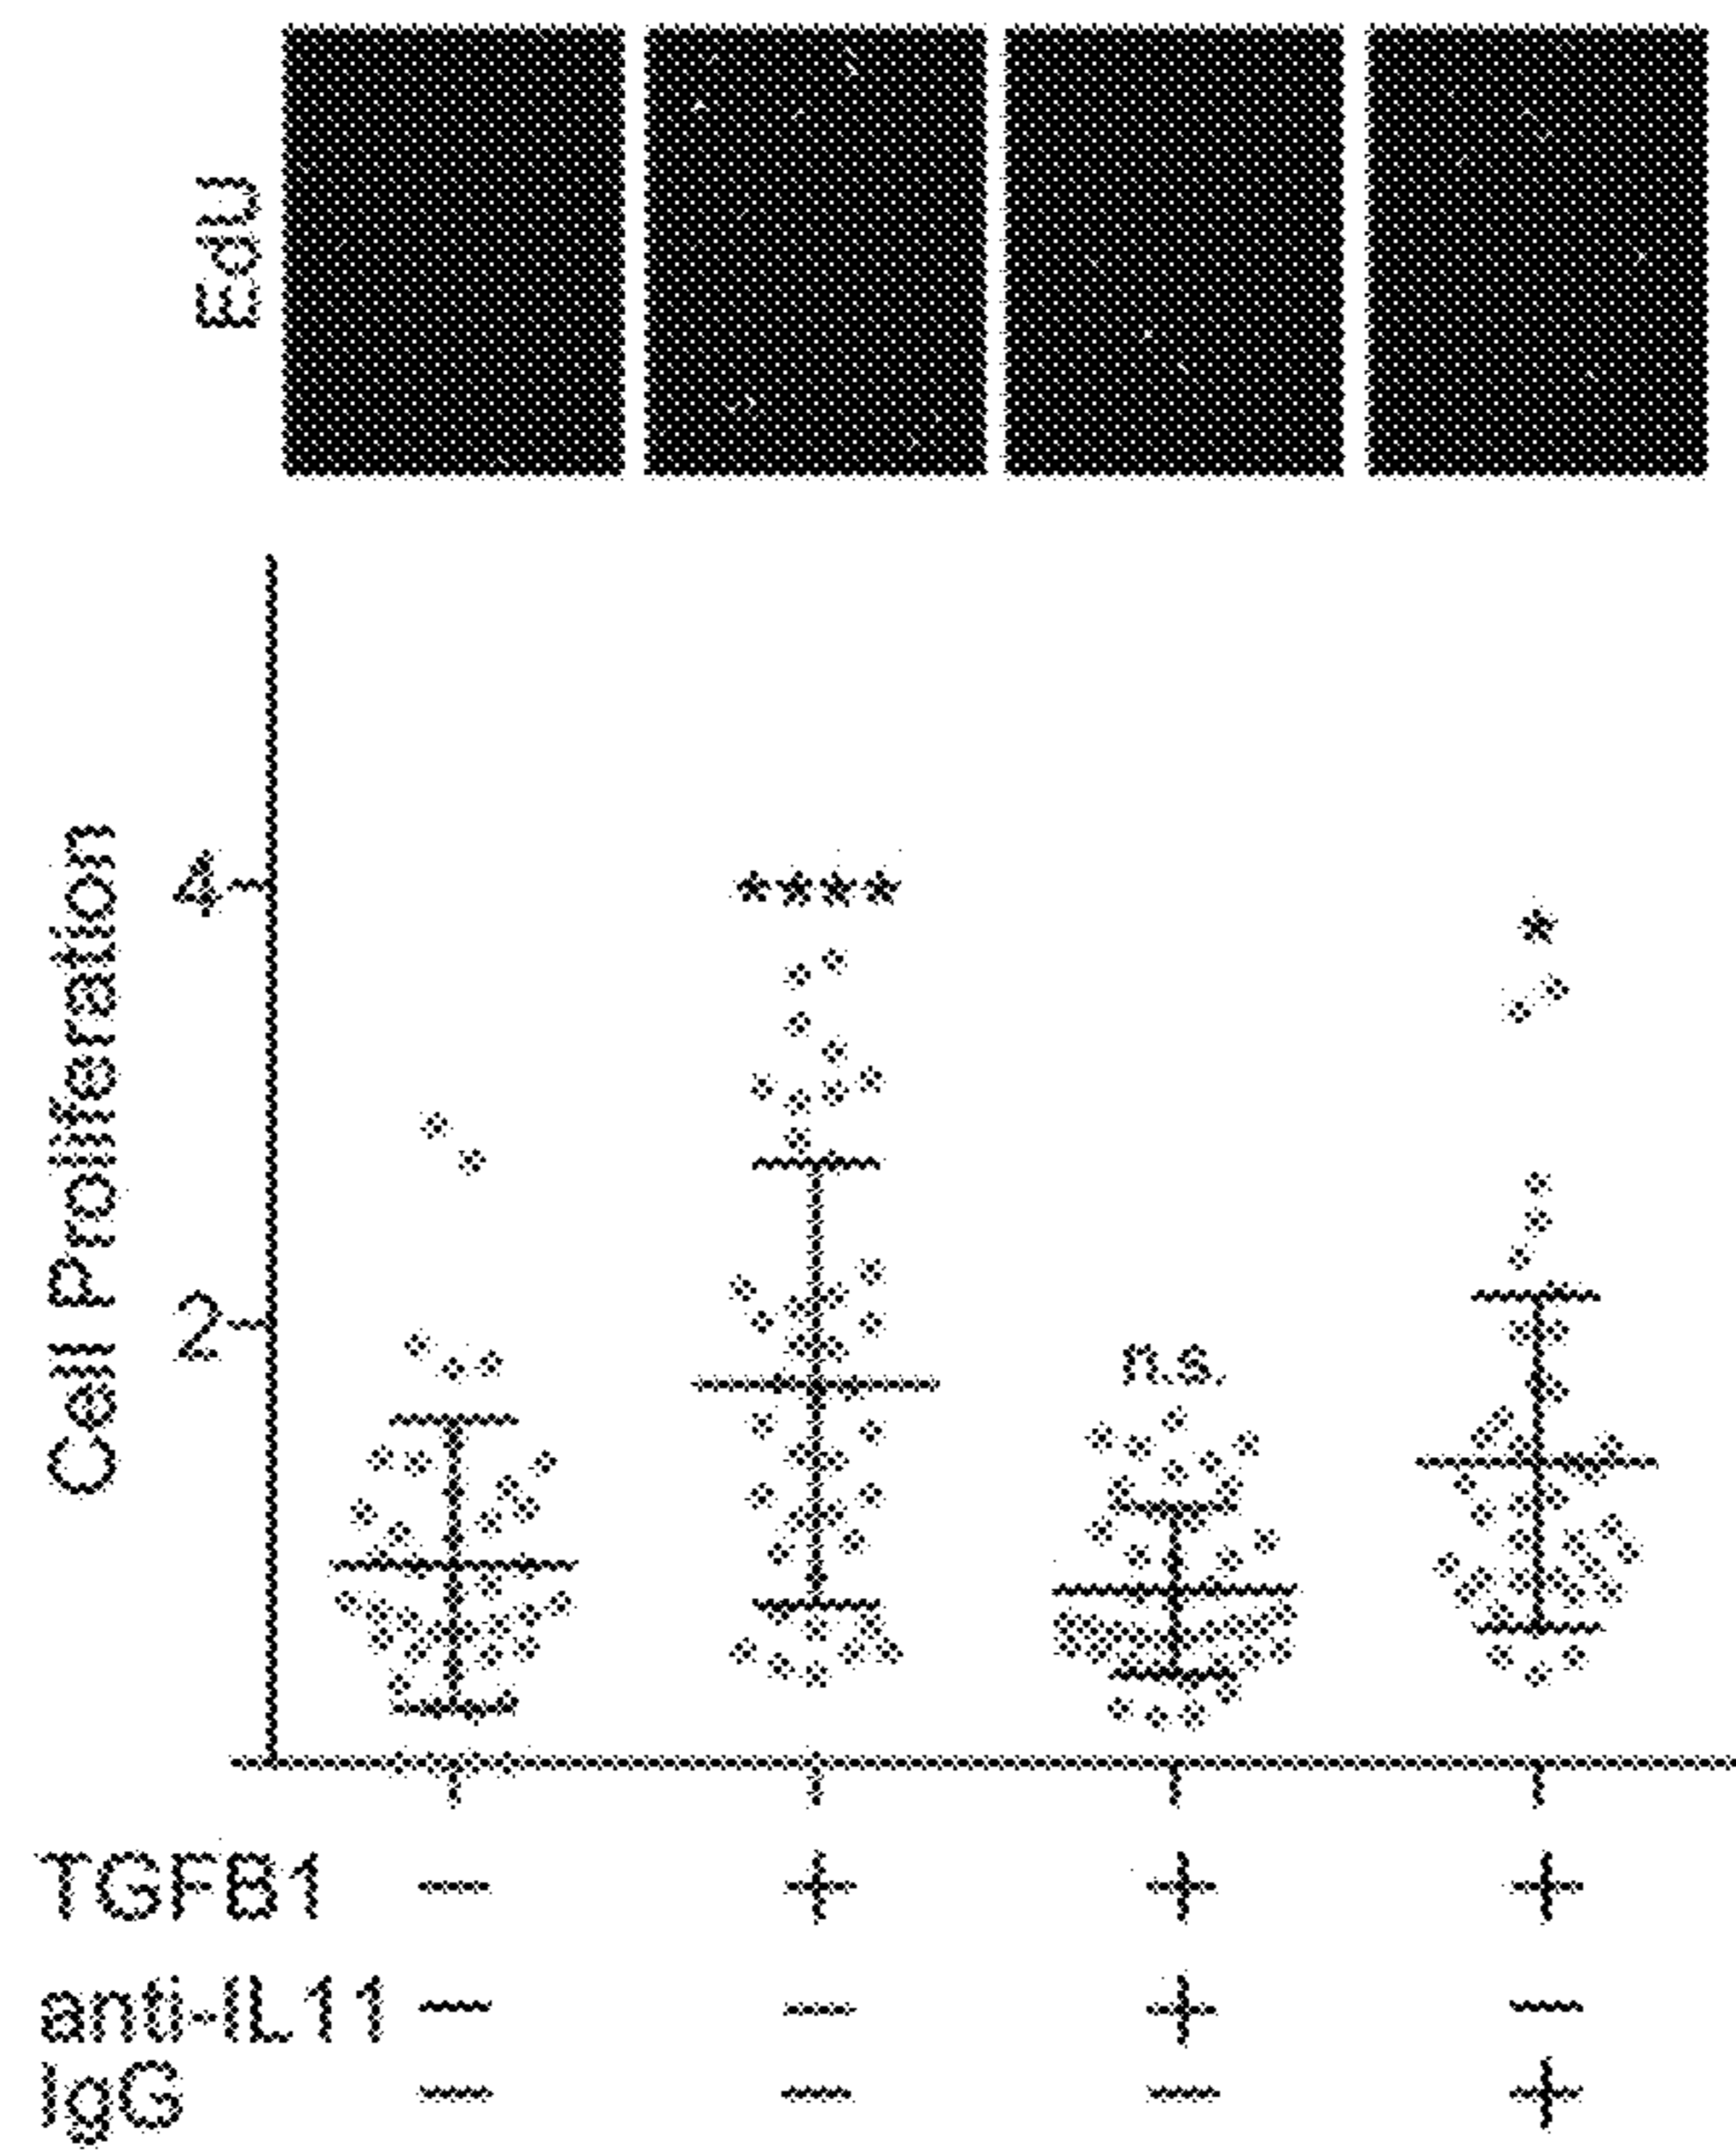 EdU
Cell Proliferation
4
****
*
2
n.s.
TGFB1 − + + +
anti-IL11 − − + −
IgG − − − +